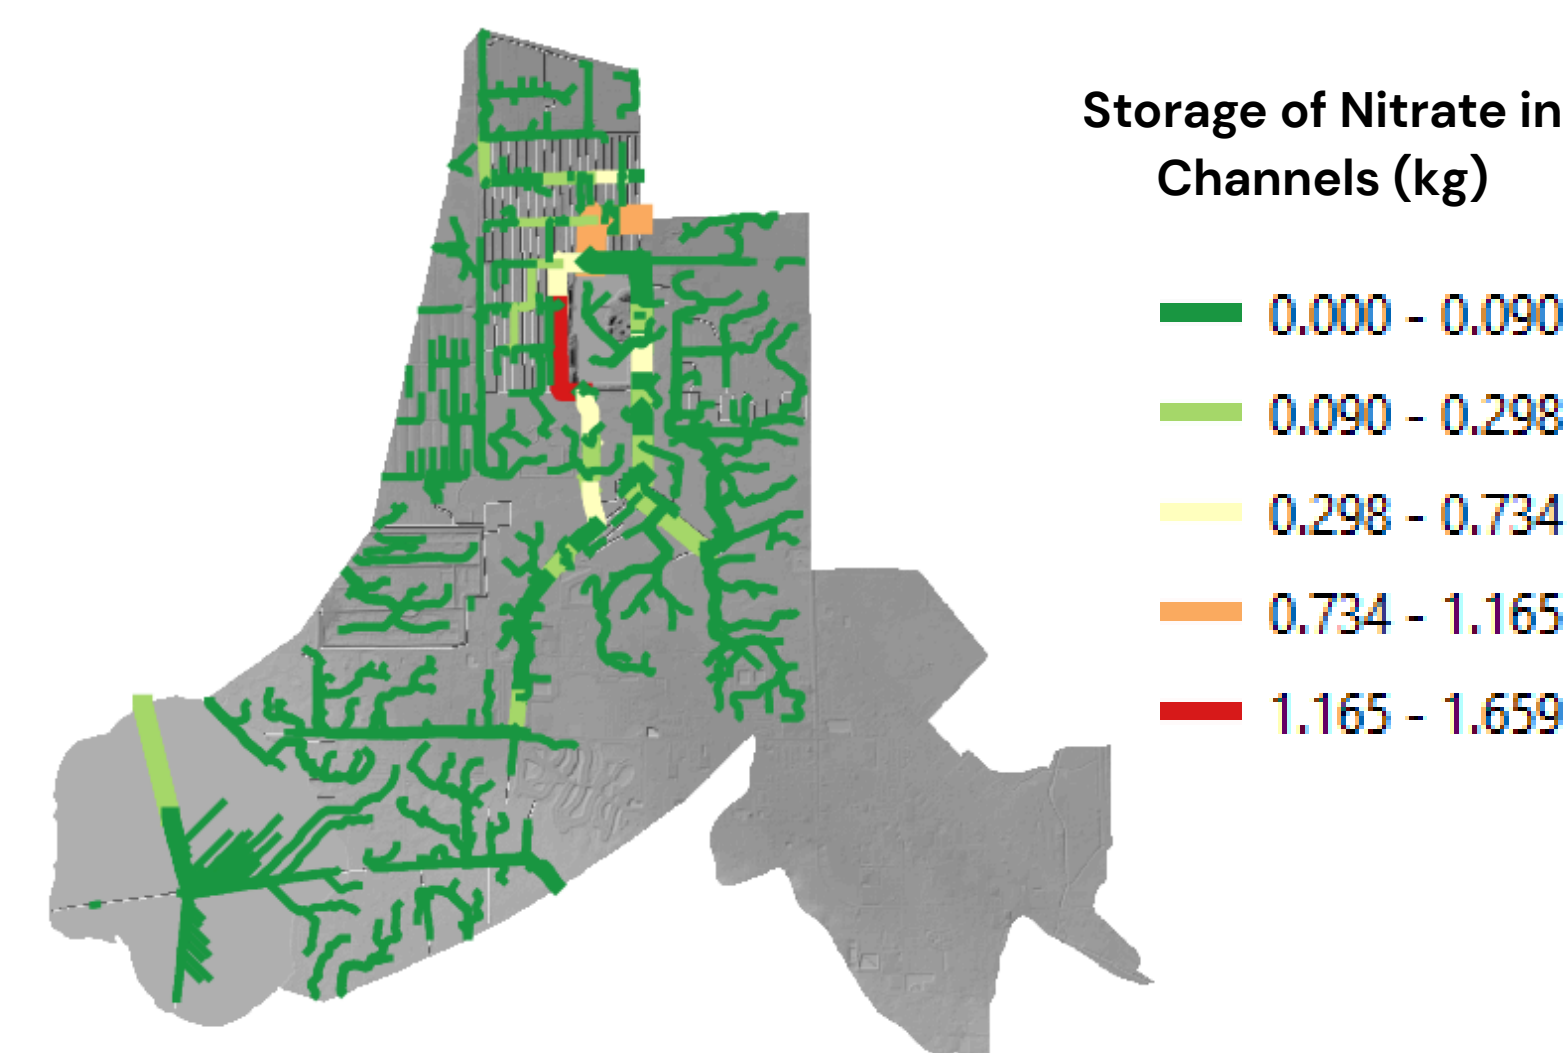 Storage of Nitrate in
Channels (kg)
0.000 - 0.090
0.090 - 0.298
0.298 - 0.734
0.734 - 1.165
1.165 - 1.659